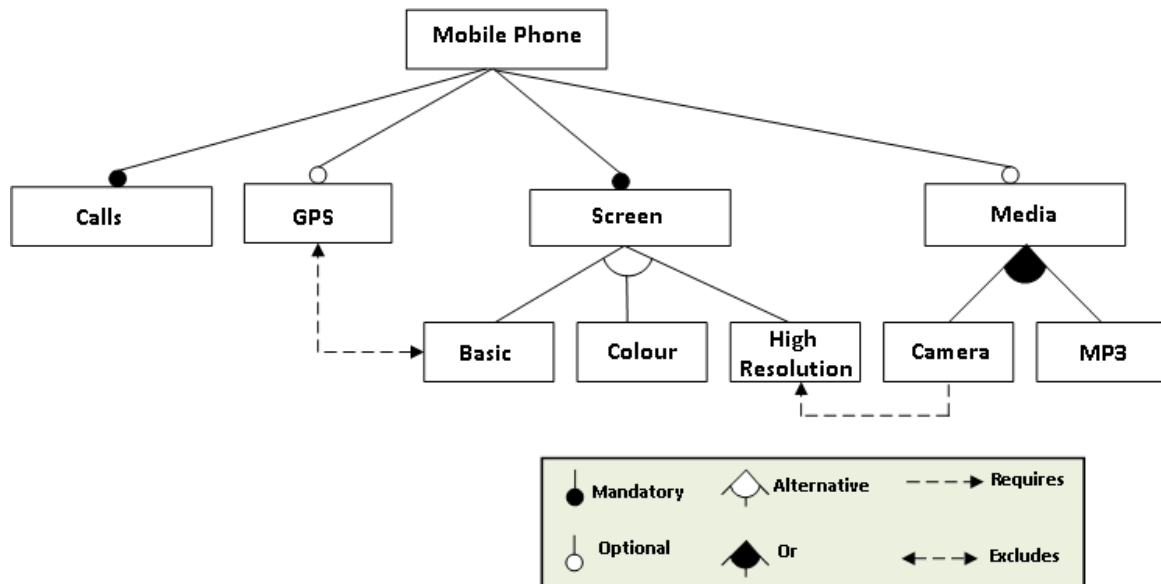 Mobile Phone
Calls
GPS
Screen
Media
Basic
Colour
High
Resolution
Camera
MP3
Mandatory
Alternative
Requires
Optional
Or
Excludes